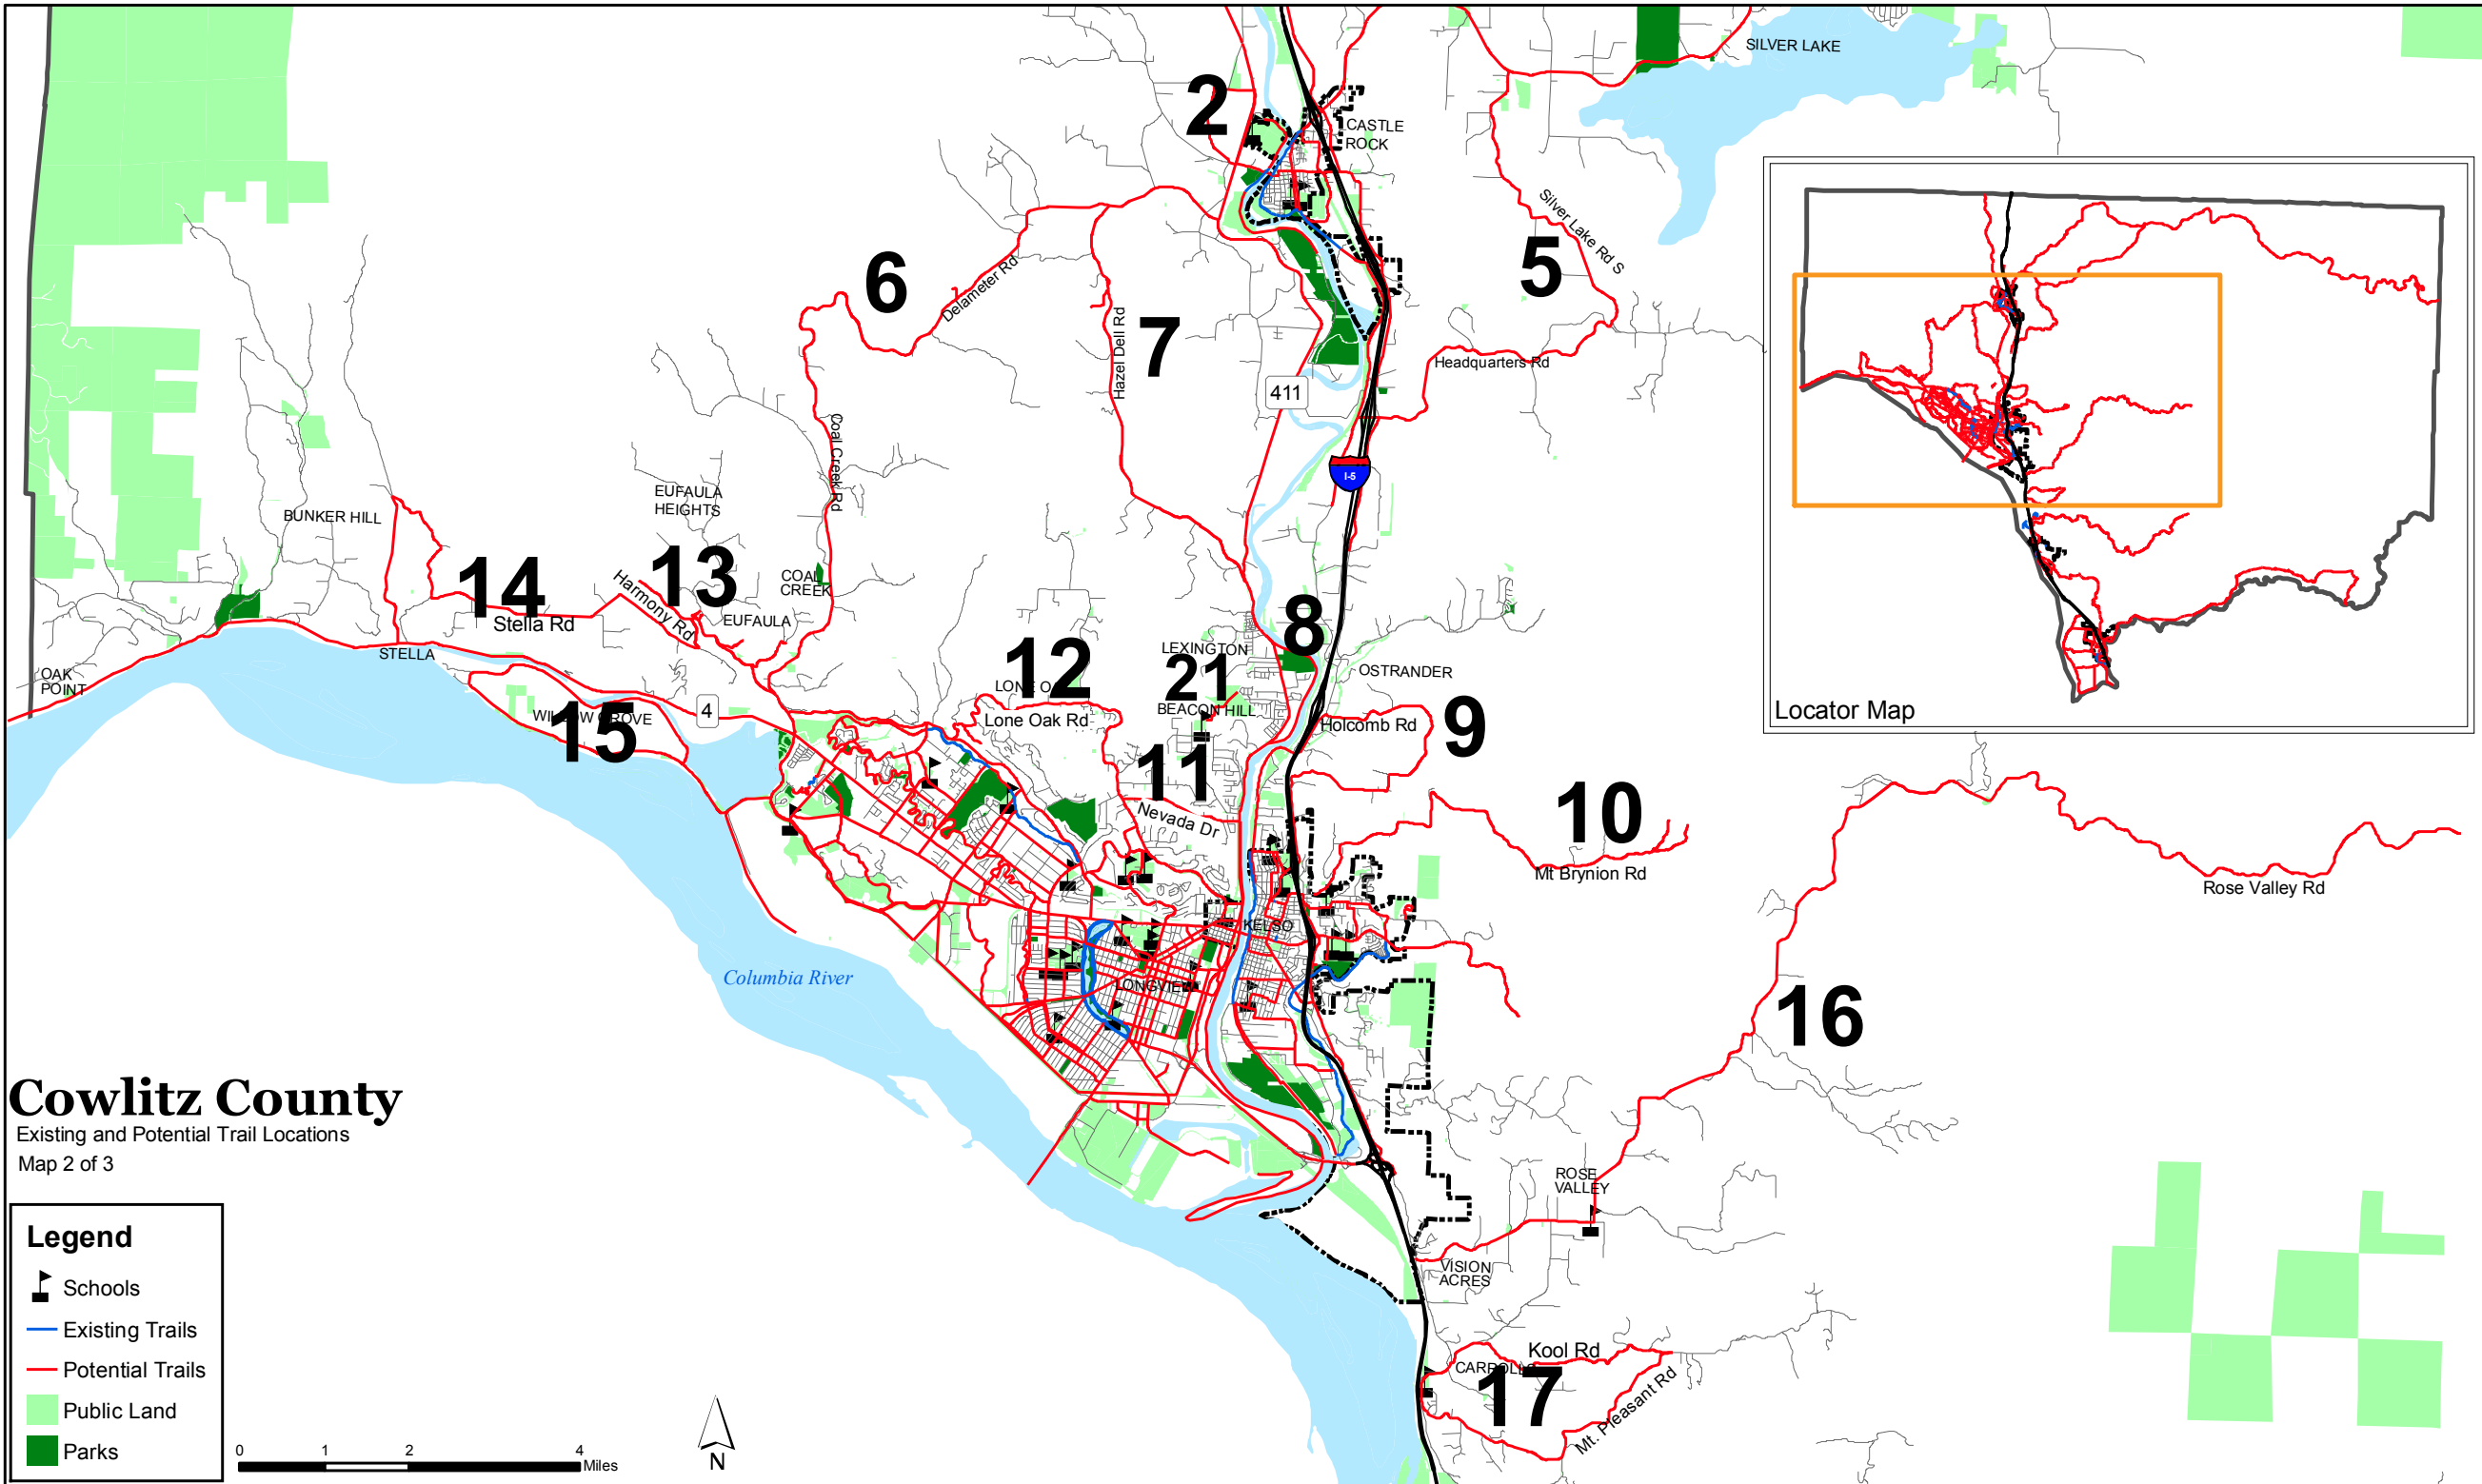 SILVER LAKE
2
CASTLE
ROCK
Silver Lake Rd S
5
6
Delameter Rd
7
Hazel Dell Rd
Headquarters Rd
411
I-5
Coal Creek Rd
EUFAULA
HEIGHTS
BUNKER HILL
14
Stella Rd
Harmony Rd
13
COAL
CREEK
EUFAULA
STELLA
OAK
POINT
WILLOW GROVE
15
4
12
LONE OAK
Lone Oak Rd
LEXINGTON
21
BEACON HILL
8
OSTRANDER
Holcomb Rd
9
11
Nevada Dr
10
Mt Brynion Rd
Rose Valley Rd
KELSO
LONGVIEW
Columbia River
16
ROSE
VALLEY
VISION
ACRES
Kool Rd
CARROLLS
17
Mt. Pleasant Rd
Locator Map
Cowlitz County
Existing and Potential Trail Locations
Map 2 of 3
Legend
Schools
Existing Trails
Potential Trails
Public Land
Parks
0 1 2 4
Miles
N